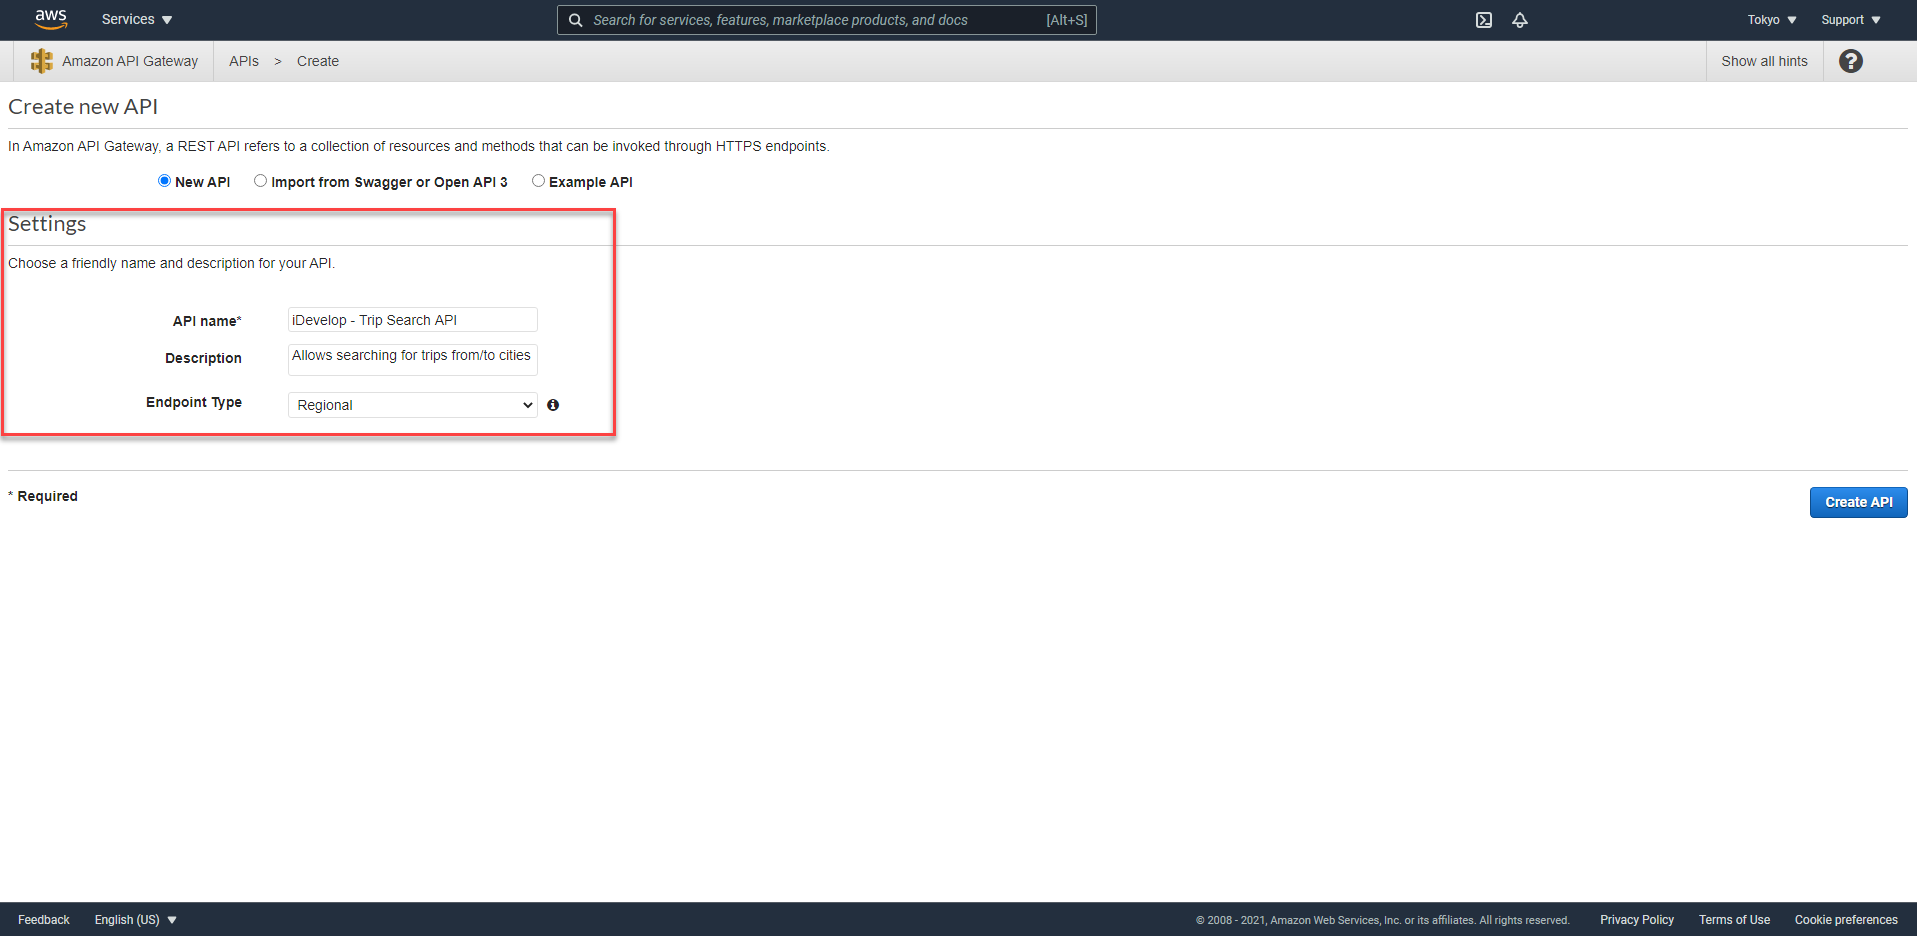 aws Services Search for services, features, marketplace products, and docs [Alt+S] Tokyo Support
Amazon API Gateway APIs > Create Show all hints ?
Create new API
In Amazon API Gateway, a REST API refers to a collection of resources and methods that can be invoked through HTTPS endpoints.
New API Import from Swagger or Open API 3 Example API
Settings
Choose a friendly name and description for your API.
API name* iDevelop - Trip Search API
Description Allows searching for trips from/to cities
Endpoint Type Regional
* Required
Create API
Feedback English (US) © 2008 - 2021, Amazon Web Services, Inc. or its affiliates. All rights reserved. Privacy Policy Terms of Use Cookie preferences